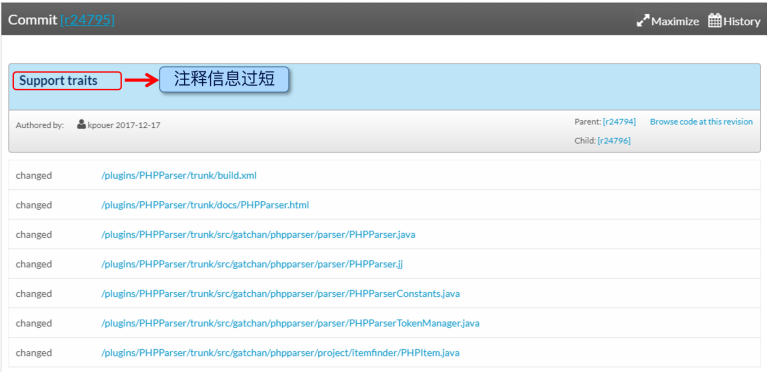 Commit [r24795] Maximize History
Support traits 注释信息过短
Authored by: kpouer 2017-12-17 Parent: [r24794] Browse code at this revision
Child: [r24796]
changed /plugins/PHPParser/trunk/build.xml
changed /plugins/PHPParser/trunk/docs/PHPParser.html
changed /plugins/PHPParser/trunk/src/gatchan/phpparser/parser/PHPParser.java
changed /plugins/PHPParser/trunk/src/gatchan/phpparser/parser/PHPParser.jj
changed /plugins/PHPParser/trunk/src/gatchan/phpparser/parser/PHPParserConstants.java
changed /plugins/PHPParser/trunk/src/gatchan/phpparser/parser/PHPParserTokenManager.java
changed /plugins/PHPParser/trunk/src/gatchan/phpparser/project/itemfinder/PHPItem.java